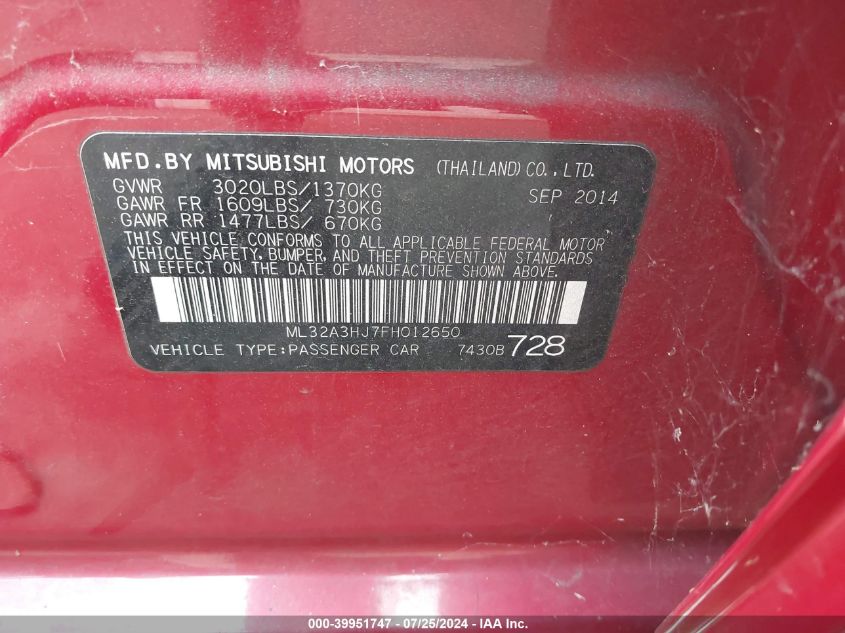 MFD.BY MITSUBISHI MOTORS (THAILAND) CO., LTD.
GVWR 3020LBS/1370KG SEP 2014
GAWR FR 1609LBS/ 730KG
GAWR RR 1477LBS/ 670KG
THIS VEHICLE CONFORMS TO ALL APPLICABLE FEDERAL MOTOR
VEHICLE SAFETY, BUMPER, AND THEFT PREVENTION STANDARDS
IN EFFECT ON THE DATE OF MANUFACTURE SHOWN ABOVE.
ML32A3HJ7FH012650
VEHICLE TYPE:PASSENGER CAR 7430B 728
000-39951747 - 07/25/2024 - IAAI.com